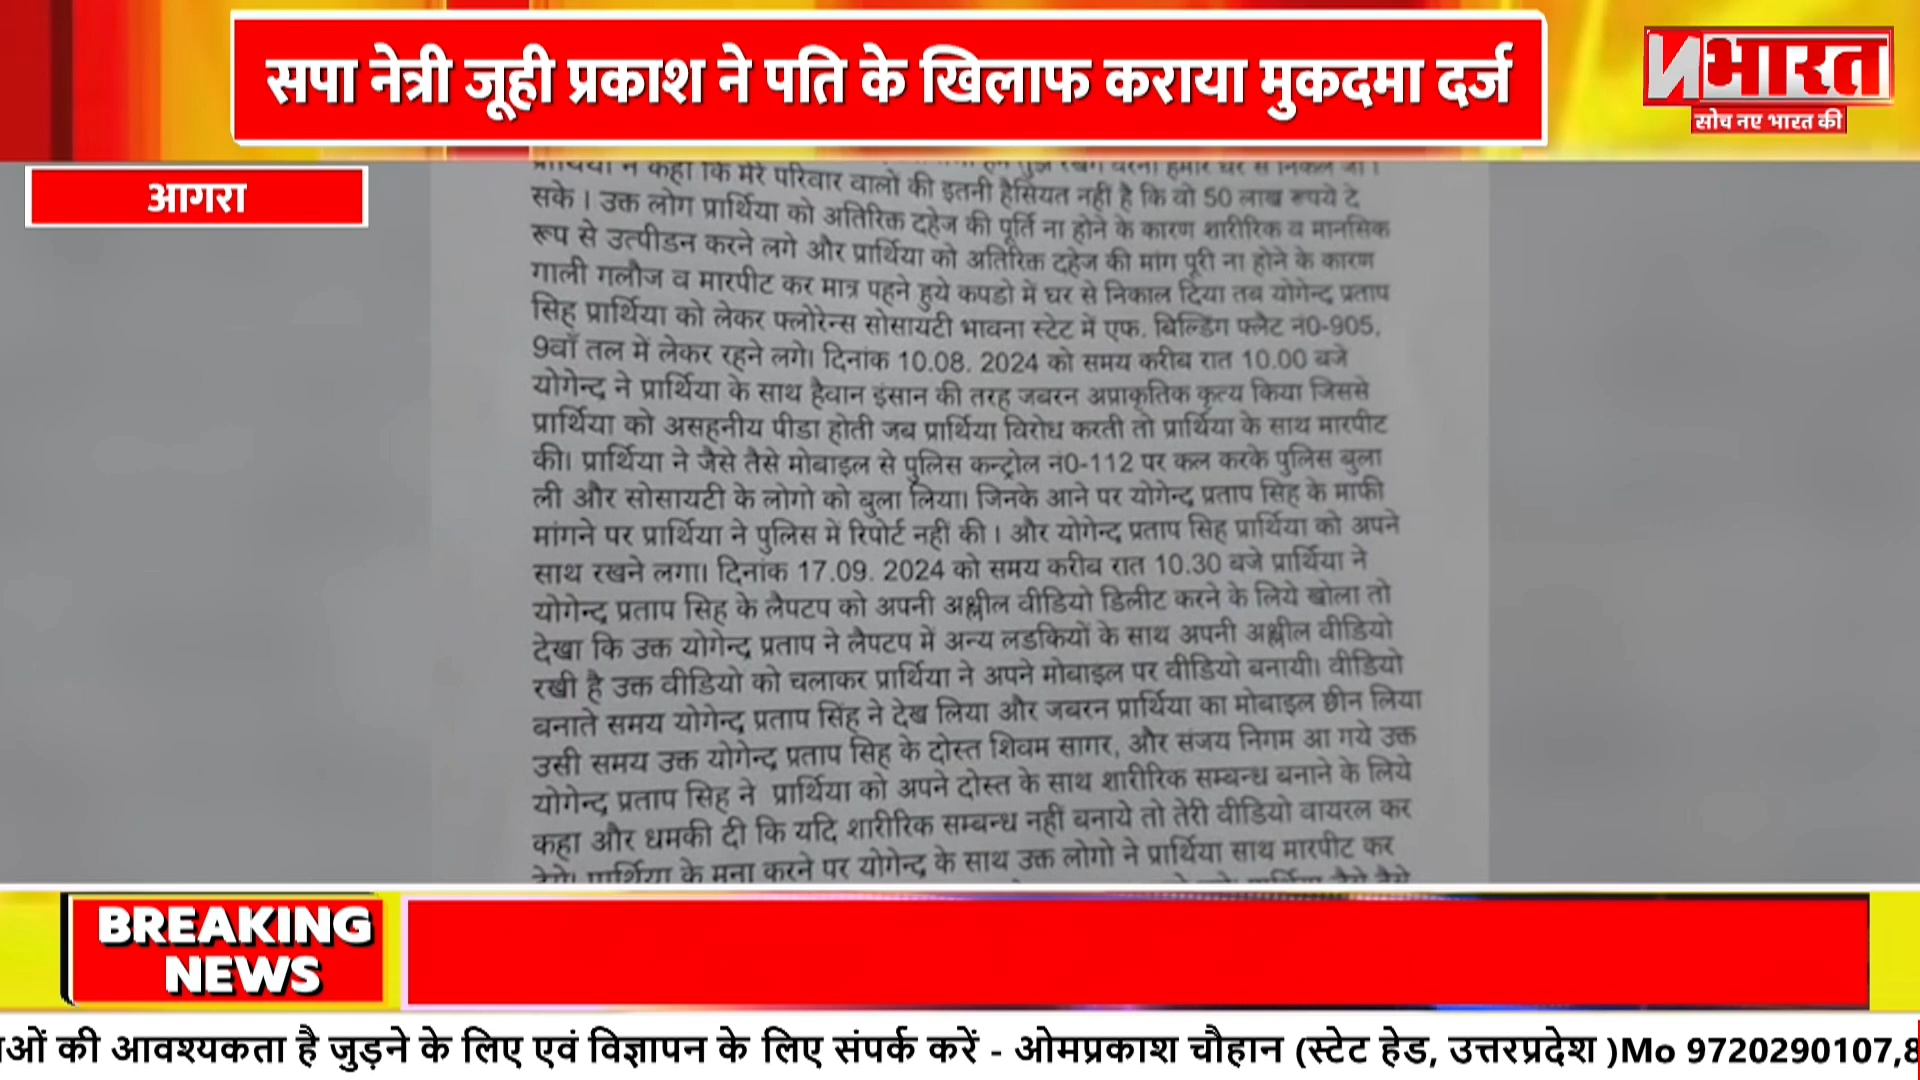 सपा नेत्री जूही प्रकाश ने पति के खिलाफ कराया मुकदमा दर्ज
भारत
सोच नए भारत की
आगरा
प्रार्थिया ने कहा कि मेरे परिवार वालों की इतनी हैसियत नहीं है कि वो 50 लाख रूपये दे
सके । उक्त लोग प्रार्थिया को अतिरिक्त दहेज की पूर्ति ना होने के कारण शारीरिक व मानसिक
रूप से उत्पीडन करने लगे और प्रार्थिया को अतिरिक्त दहेज की मांग पूरी ना होने के कारण
गाली गलौज व मारपीट कर मात्र पहने हुये कपडो में घर से निकाल दिया तब योगेन्द्र प्रताप
सिह प्रार्थिया को लेकर फ्लोरेन्स सोसायटी भावना स्टेट में एफ. बिल्डिंग फ्लैट नं0-905,
9वॉ तल में लेकर रहने लगे। दिनांक 10.08. 2024 को समय करीब रात 10.00 बजे
योगेन्द्र ने प्रार्थिया के साथ हैवान इंसान की तरह जबरन अप्राकृतिक कृत्य किया जिससे
प्रार्थिया को असहनीय पीडा होती जब प्रार्थिया विरोध करती तो प्रार्थिया के साथ मारपीट
की। प्रार्थिया ने जैसे तैसे मोबाइल से पुलिस कन्ट्रोल नं0-112 पर कल करके पुलिस बुला
ली और सोसायटी के लोगो को बुला लिया। जिनके आने पर योगेन्द्र प्रताप सिह के माफी
मांगने पर प्रार्थिया ने पुलिस में रिपोर्ट नहीं की । और योगेन्द्र प्रताप सिह प्रार्थिया को अपने
साथ रखने लगा। दिनांक 17.09. 2024 को समय करीब रात 10.30 बजे प्रार्थिया ने
योगेन्द्र प्रताप सिह के लैपटप को अपनी अश्लील वीडियो डिलीट करने के लिये खोला तो
देखा कि उक्त योगेन्द्र प्रताप ने लैपटप में अन्य लडकियों के साथ अपनी अश्लील वीडियो
रखी है उक्त वीडियो को चलाकर प्रार्थिया ने अपने मोबाइल पर वीडियो बनायी। वीडियो
बनाते समय योगेन्द्र प्रताप सिंह ने देख लिया और जबरन प्रार्थिया का मोबाइल छीन लिया
उसी समय उक्त योगेन्द्र प्रताप सिह के दोस्त शिवम सागर, और संजय निगम आ गये उक्त
योगेन्द्र प्रताप सिह ने प्रार्थिया को अपने दोस्त के साथ शारीरिक सम्बन्ध बनाने के लिये
कहा और धमकी दी कि यदि शारीरिक सम्बन्ध नहीं बनाये तो तेरी वीडियो वायरल कर
देगे। प्रार्थिया के मना करने पर योगेन्द्र के साथ उक्त लोगो ने प्रार्थिया साथ मारपीट कर
BREAKING
NEWS
ओं की आवश्यकता है जुड़ने के लिए एवं विज्ञापन के लिए संपर्क करें - ओमप्रकाश चौहान (स्टेट हेड, उत्तरप्रदेश )Mo 9720290107,8